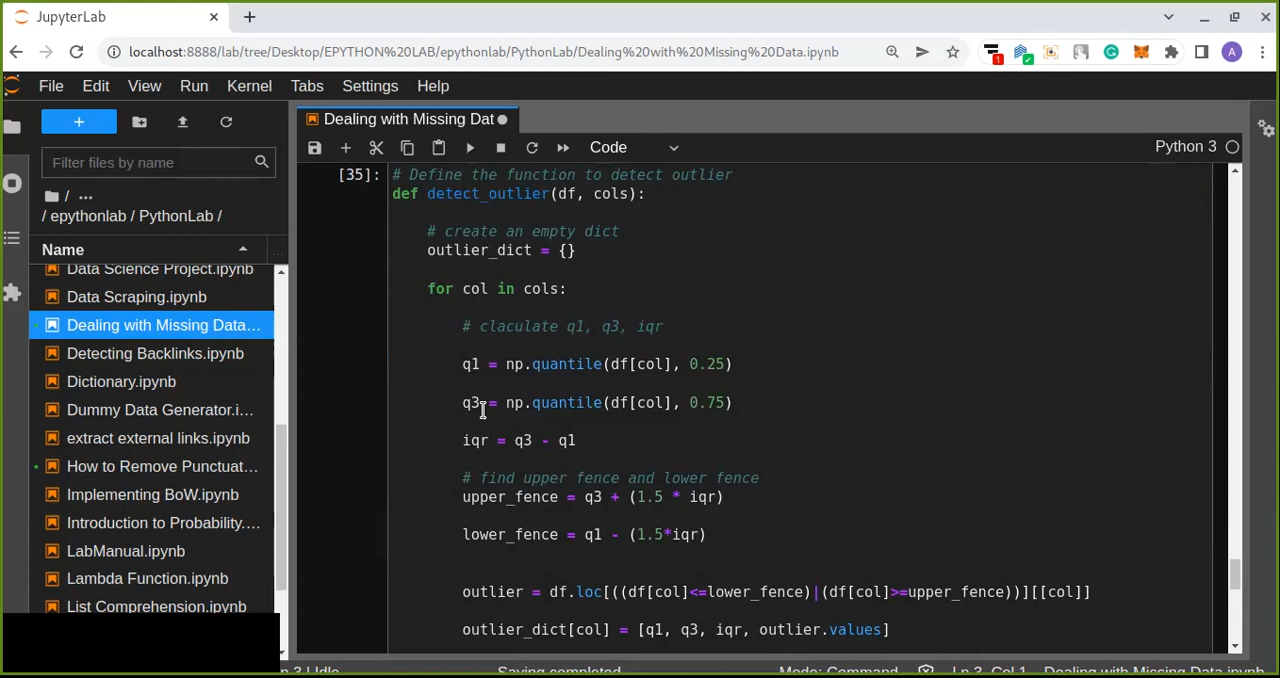 JupyterLab
localhost:8888/lab/tree/Desktop/EPYTHON%20LAB/epythonlab/PythonLab/Dealing%20with%20Missing%20Data.ipynb
1
A
File Edit View Run Kernel Tabs Settings Help
Dealing with Missing Dat
Filter files by name
Code
Python 3
/ ...
/ epythonlab / PythonLab /
Name
Data Science Project.ipynb
Data Scraping.ipynb
Dealing with Missing Data...
Detecting Backlinks.ipynb
Dictionary.ipynb
Dummy Data Generator.i...
extract external links.ipynb
How to Remove Punctuat...
Implementing BoW.ipynb
Introduction to Probability....
LabManual.ipynb
Lambda Function.ipynb
List Comprehension.ipynb
[35]: # Define the function to detect outlier
def detect_outlier(df, cols):
# create an empty dict
outlier_dict = {}
for col in cols:
# claculate q1, q3, iqr
q1 = np.quantile(df[col], 0.25)
q3 = np.quantile(df[col], 0.75)
iqr = q3 - q1
# find upper fence and lower fence
upper_fence = q3 + (1.5 * iqr)
lower_fence = q1 - (1.5*iqr)
outlier = df.loc[((df[col]<=lower_fence)|(df[col]>=upper_fence))][[col]]
outlier_dict[col] = [q1, q3, iqr, outlier.values]
3 | Idle Saving completed Mode: Command Ln 3, Col 1 Dealing with Missing Data.ipynb